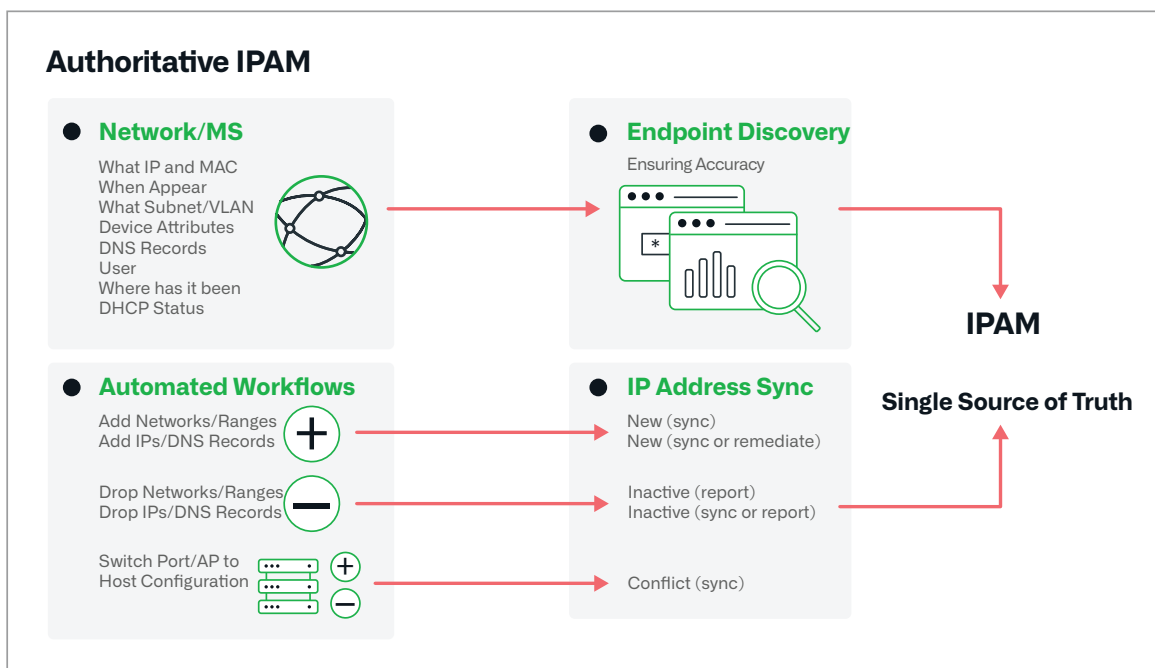 Authoritative IPAM
Network/MS
What IP and MAC
When Appear
What Subnet/VLAN
Device Attributes
DNS Records
User
Where has it been
DHCP Status
Endpoint Discovery
Ensuring Accuracy
*
IPAM
Single Source of Truth
Automated Workflows
Add Networks/Ranges
Add IPs/DNS Records
Drop Networks/Ranges
Drop IPs/DNS Records
Switch Port/AP to
Host Configuration
IP Address Sync
New (sync)
New (sync or remediate)
Inactive (report)
Inactive (sync or report)
Conflict (sync)